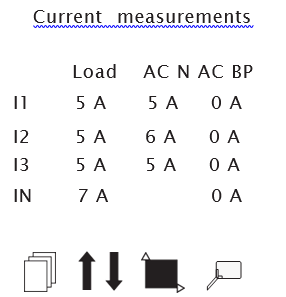 Current measurements
Load AC N AC BP
I1 5 A 5 A 0 A
I2 5 A 6 A 0 A
I3 5 A 5 A 0 A
IN 7 A 0 A